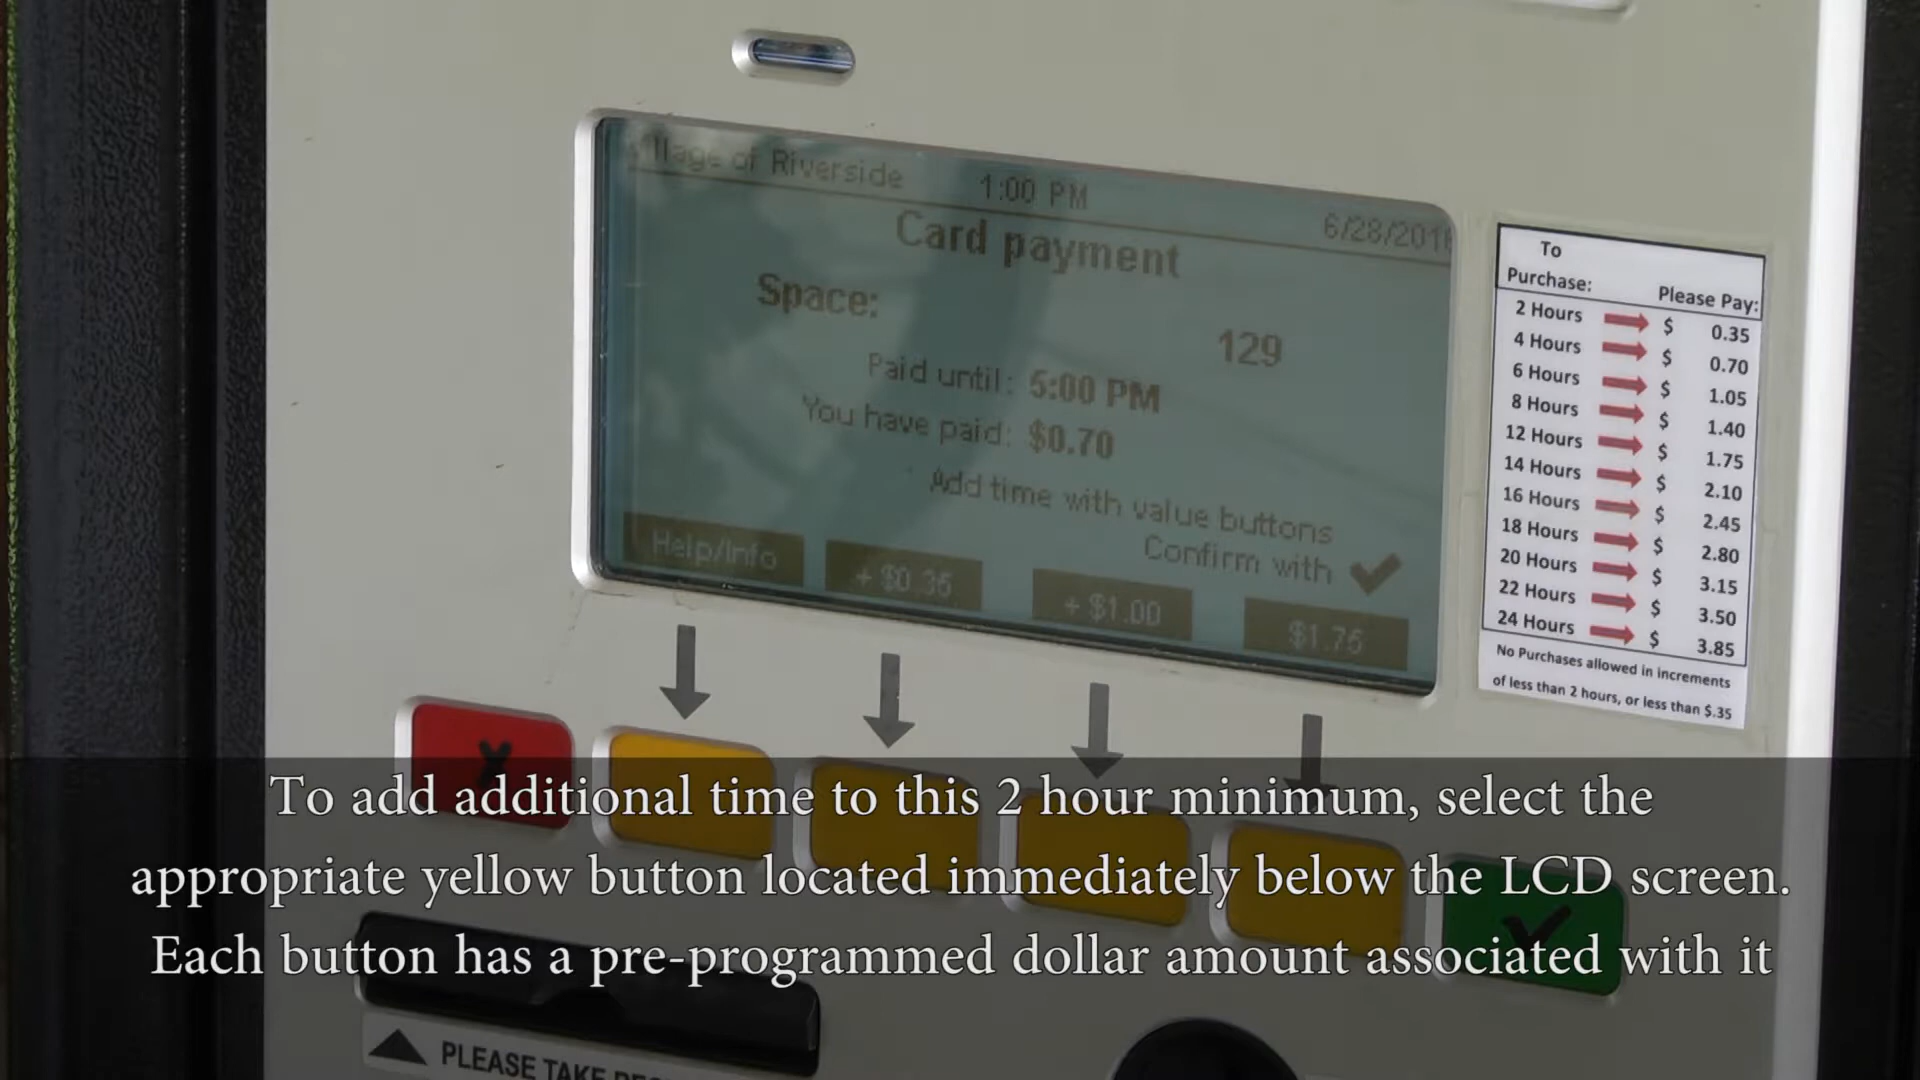 Village of Riverside 1:00 PM 6/28/2016
Card payment
Space: 129
Paid until: 5:00 PM
You have paid: $0.70
Add time with value buttons
Confirm with
Help/Info + $0.35 + $1.00 $1.75
To
Purchase: Please Pay:
2 Hours $ 0.35
4 Hours $ 0.70
6 Hours $ 1.05
8 Hours $ 1.40
12 Hours $ 1.75
14 Hours $ 2.10
16 Hours $ 2.45
18 Hours $ 2.80
20 Hours $ 3.15
22 Hours $ 3.50
24 Hours $ 3.85
No Purchases allowed in increments
of less than 2 hours, or less than $.35
To add additional time to this 2 hour minimum, select the
appropriate yellow button located immediately below the LCD screen.
Each button has a pre-programmed dollar amount associated with it
PLEASE TAKE